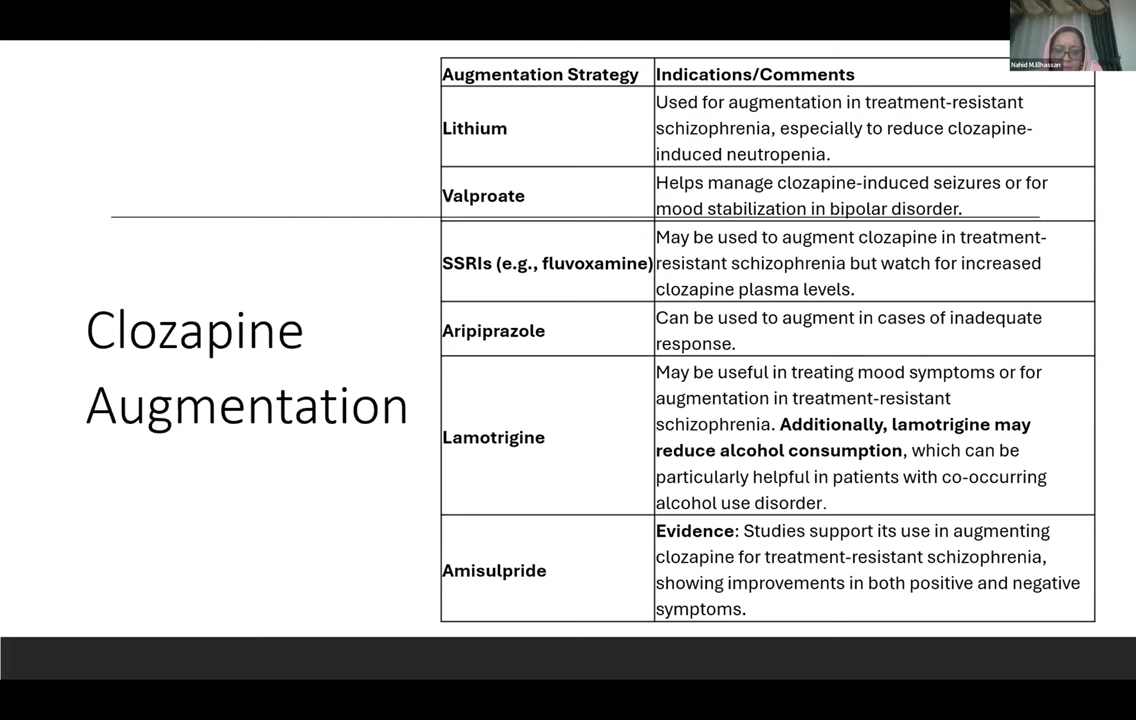 Nahid M.Elhassan
Clozapine
Augmentation
Augmentation Strategy
Indications/Comments
Lithium
Used for augmentation in treatment-resistant
schizophrenia, especially to reduce clozapine-
induced neutropenia.
Valproate
Helps manage clozapine-induced seizures or for
mood stabilization in bipolar disorder.
SSRIs (e.g., fluvoxamine)
May be used to augment clozapine in treatment-
resistant schizophrenia but watch for increased
clozapine plasma levels.
Aripiprazole
Can be used to augment in cases of inadequate
response.
Lamotrigine
May be useful in treating mood symptoms or for
augmentation in treatment-resistant
schizophrenia. Additionally, lamotrigine may
reduce alcohol consumption, which can be
particularly helpful in patients with co-occurring
alcohol use disorder.
Amisulpride
Evidence: Studies support its use in augmenting
clozapine for treatment-resistant schizophrenia,
showing improvements in both positive and negative
symptoms.